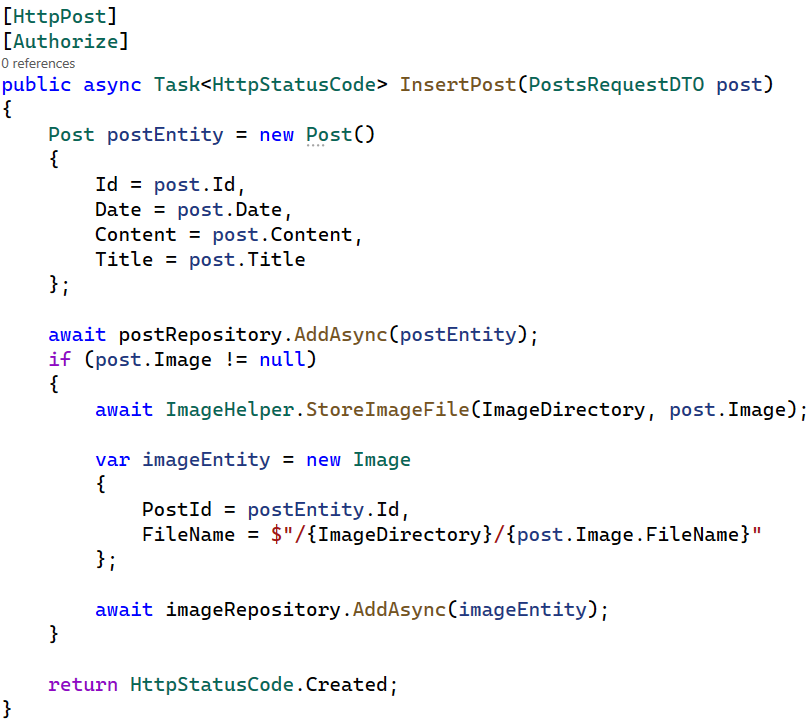 [HttpPost]
[Authorize]
0 references
public async Task<HttpStatusCode> InsertPost(PostsRequestDTO post)
{
    Post postEntity = new Post()
    {
        Id = post.Id,
        Date = post.Date,
        Content = post.Content,
        Title = post.Title
    };

    await postRepository.AddAsync(postEntity);
    if (post.Image != null)
    {
        await ImageHelper.StoreImageFile(ImageDirectory, post.Image);

        var imageEntity = new Image
        {
            PostId = postEntity.Id,
            FileName = $"/{ImageDirectory}/{post.Image.FileName}"
        };

        await imageRepository.AddAsync(imageEntity);
    }

    return HttpStatusCode.Created;
}